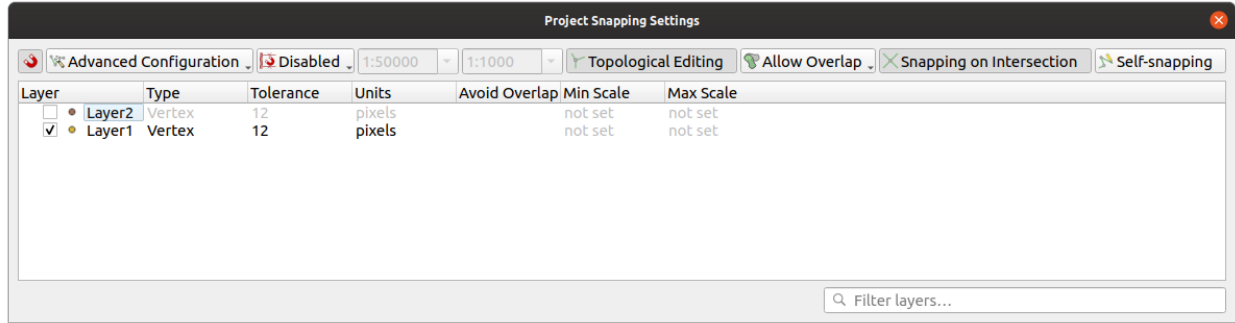 Project Snapping Settings
Advanced Configuration Disabled 1:50000 1:1000 Topological Editing Allow Overlap Snapping on Intersection Self-snapping
Layer Type Tolerance Units Avoid Overlap Min Scale Max Scale
Layer2 Vertex 12 pixels not set not set
Layer1 Vertex 12 pixels not set not set
Filter layers...